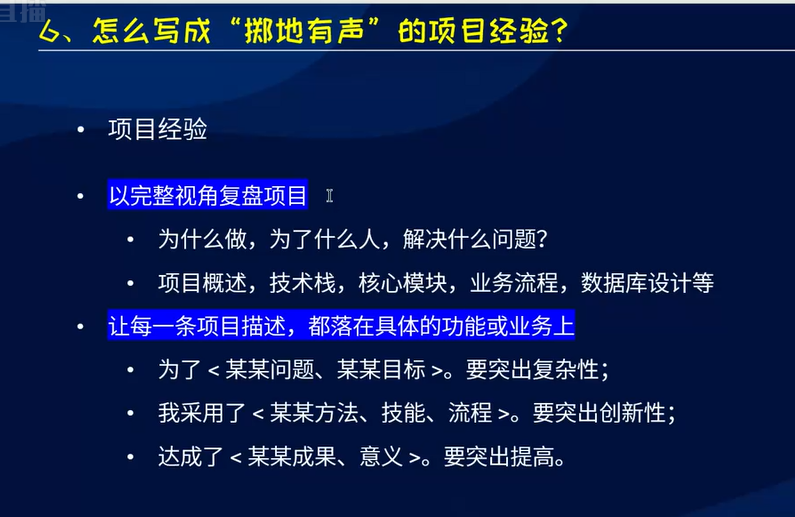 直播
6、怎么写成“掷地有声”的项目经验？
• 项目经验
• 以完整视角复盘项目
• 为什么做，为了什么人，解决什么问题？
• 项目概述，技术栈，核心模块，业务流程，数据库设计等
• 让每一条项目描述，都落在具体的功能或业务上
• 为了 < 某某问题、某某目标 >。要突出复杂性；
• 我采用了 < 某某方法、技能、流程 >。要突出创新性；
• 达成了 < 某某成果、意义 >。要突出提高。